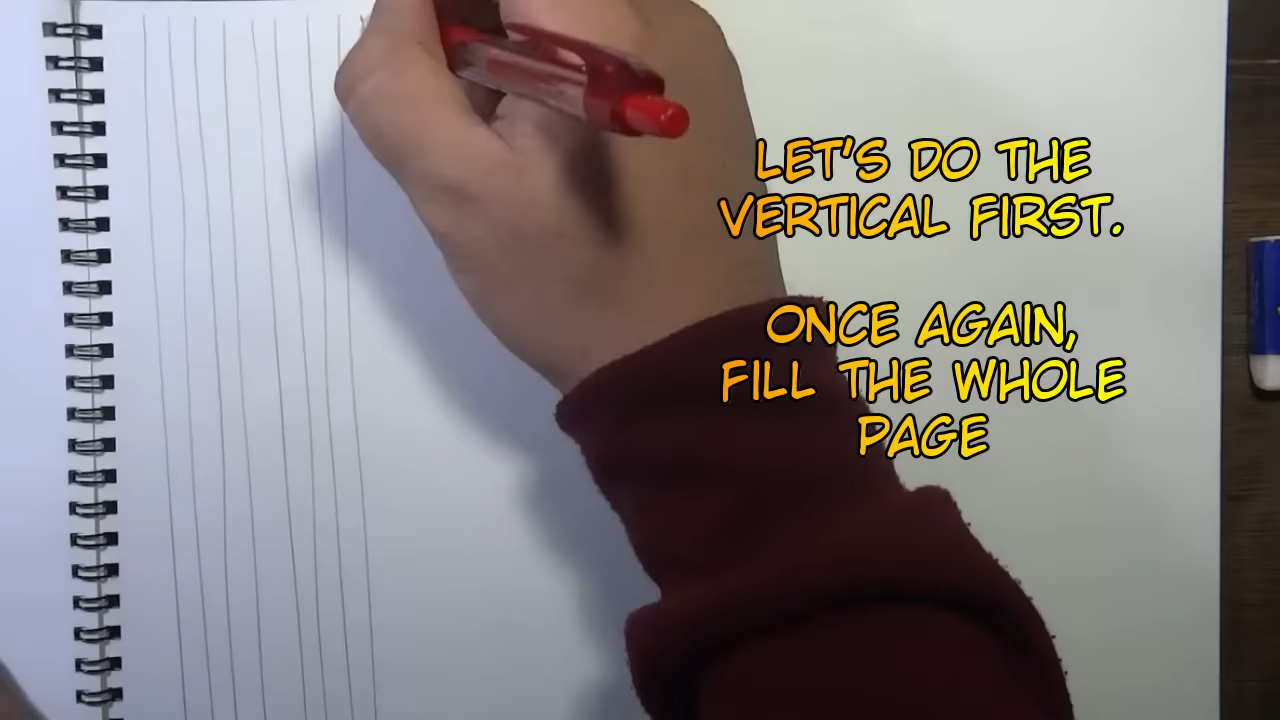 LET'S DO THE
VERTICAL FIRST.
ONCE AGAIN,
FILL THE WHOLE
PAGE